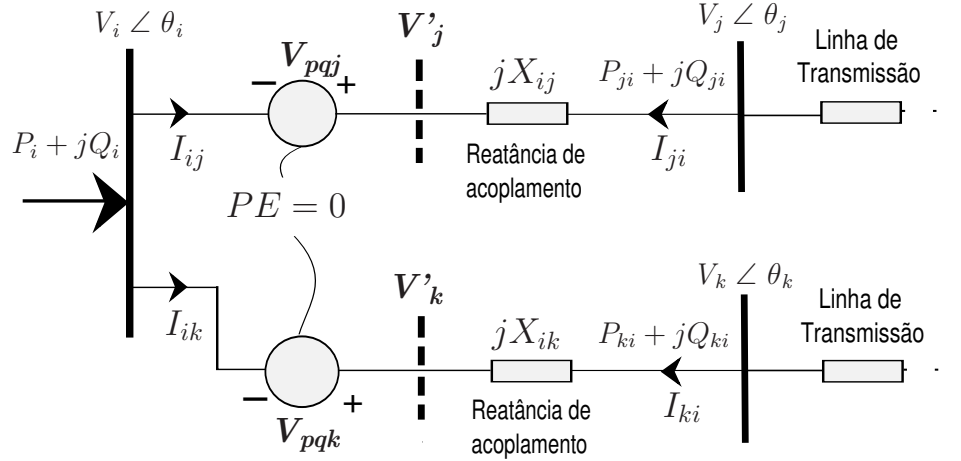 V_i ∠ θ_i
V_pqj
− +
V'_j
jX_ij
P_ji + jQ_ji
V_j ∠ θ_j
Linha de
Transmissão
P_i + jQ_i
I_ij
Reatância de
acoplamento
I_ji
PE = 0
I_ik
V'_k
jX_ik
P_ki + jQ_ki
V_k ∠ θ_k
Linha de
Transmissão
− +
V_pqk
Reatância de
acoplamento
I_ki